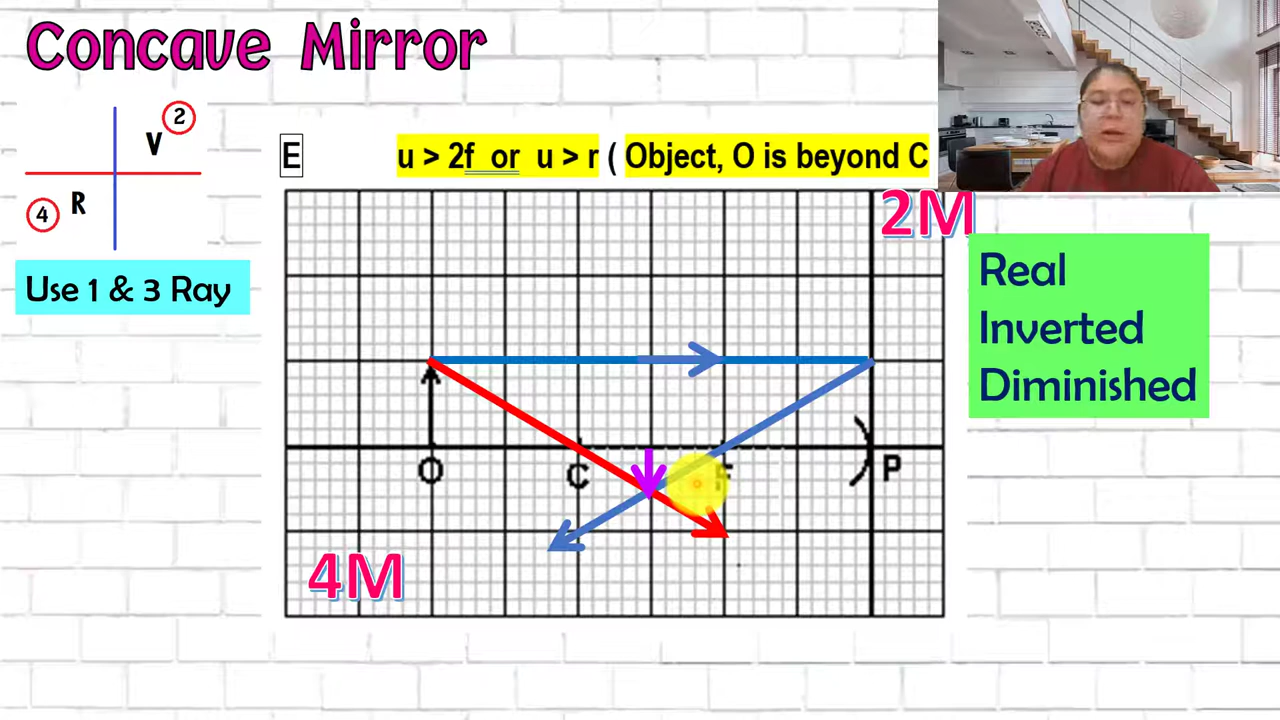 Concave Mirror
2
V
4 R
Use 1 & 3 Ray
E u > 2f or u > r ( Object, O is beyond C
2M
Real
Inverted
Diminished
O C F P
4M